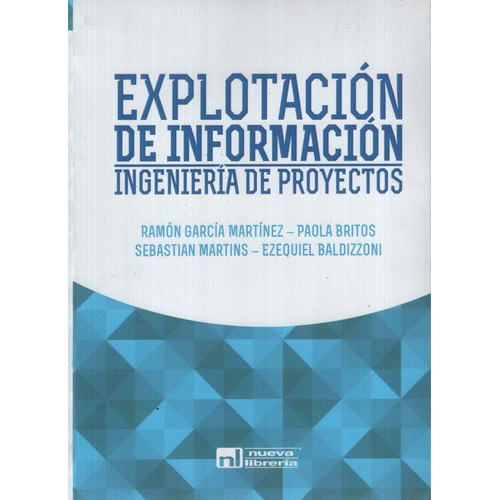 EXPLOTACIÓN
DE INFORMACIÓN
INGENIERÍA DE PROYECTOS
RAMÓN GARCÍA MARTÍNEZ – PAOLA BRITOS
SEBASTIAN MARTINS – EZEQUIEL BALDIZZONI
nl nueva
librería